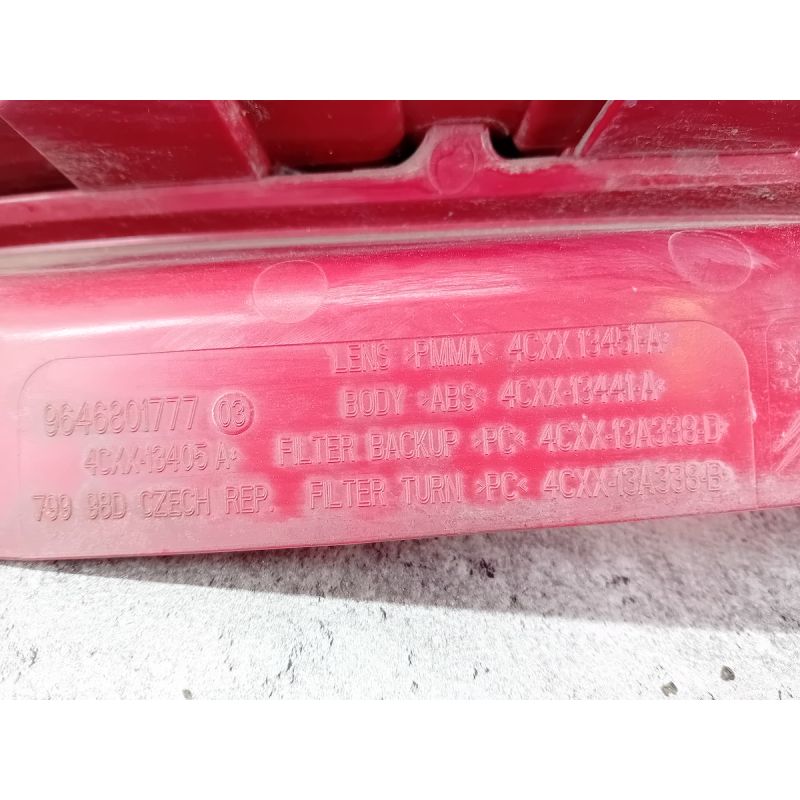 LENS >PMMA< 4CXX 13451-A
9646801777 03 BODY >ABS< 4CXX-13441-A
4CXX-13405 A FILTER BACKUP >PC< 4CXX-13A338-D
799 98D CZECH REP. FILTER TURN >PC< 4CXX-13A338-B